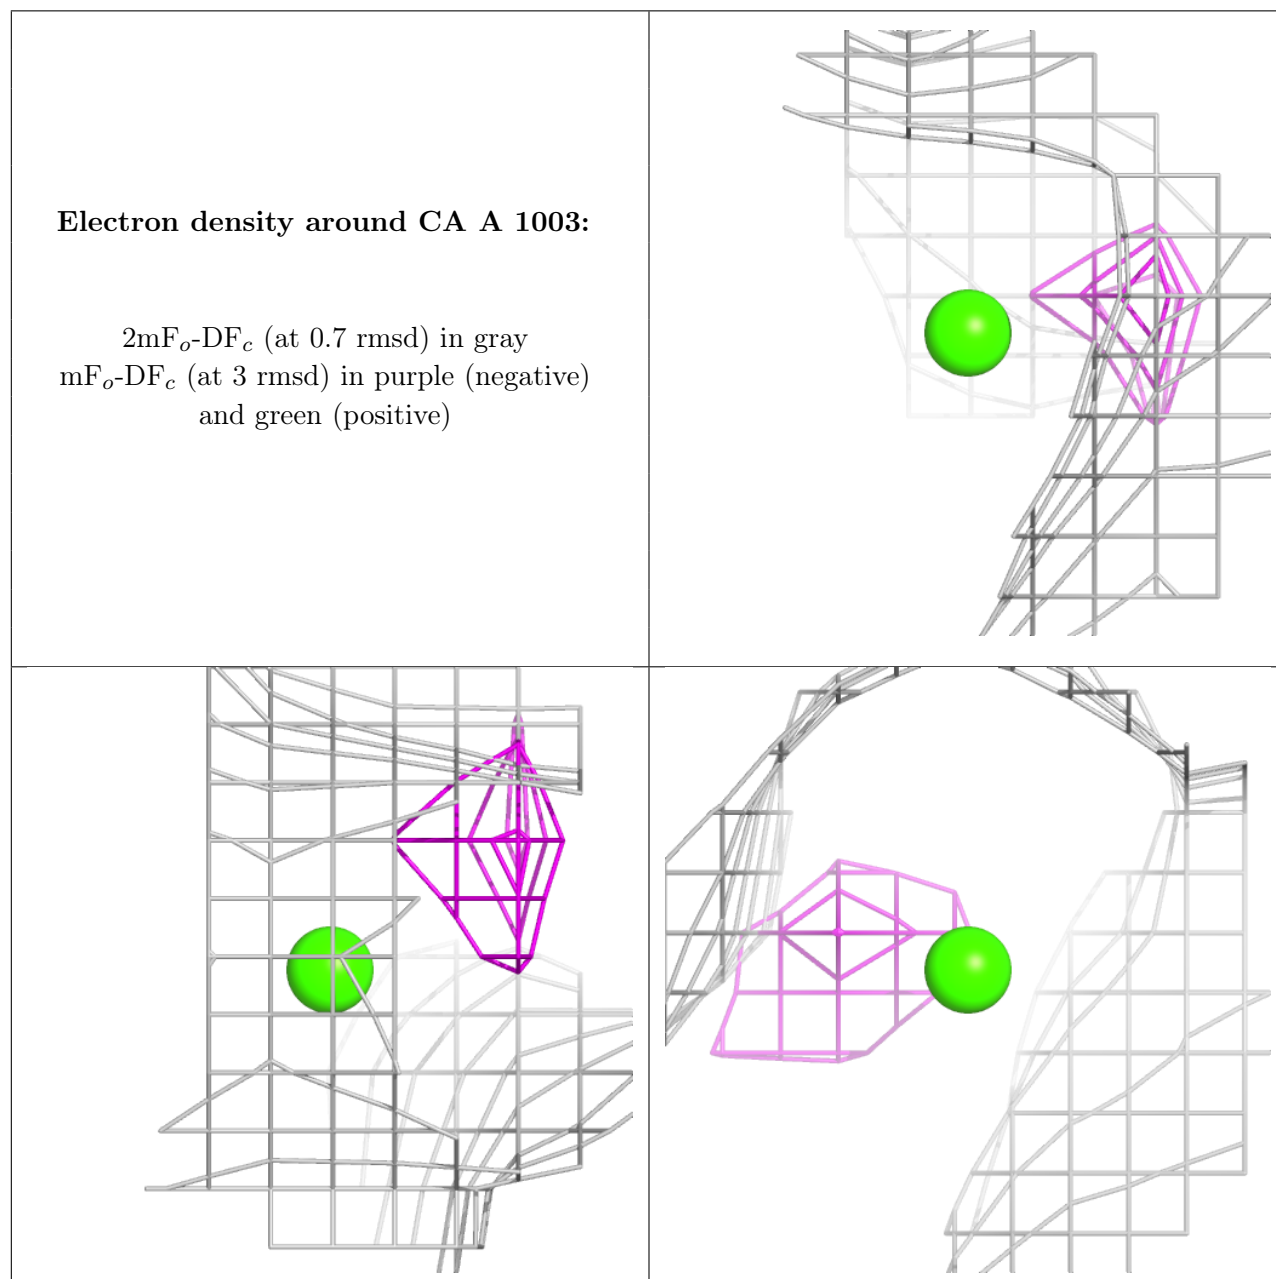 Electron density around CA A 1003:
2mFo-DFc (at 0.7 rmsd) in gray
mFo-DFc (at 3 rmsd) in purple (negative)
and green (positive)